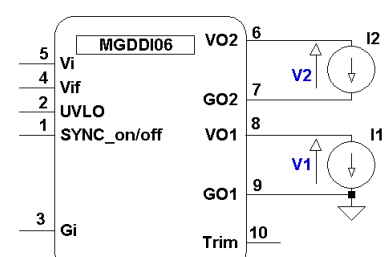 MGDDI06
5 Vi
4 Vif
2 UVLO
1 SYNC_on/off
3 Gi
VO2 6
GO2 7
VO1 8
GO1 9
Trim 10
V2
I2
V1
I1